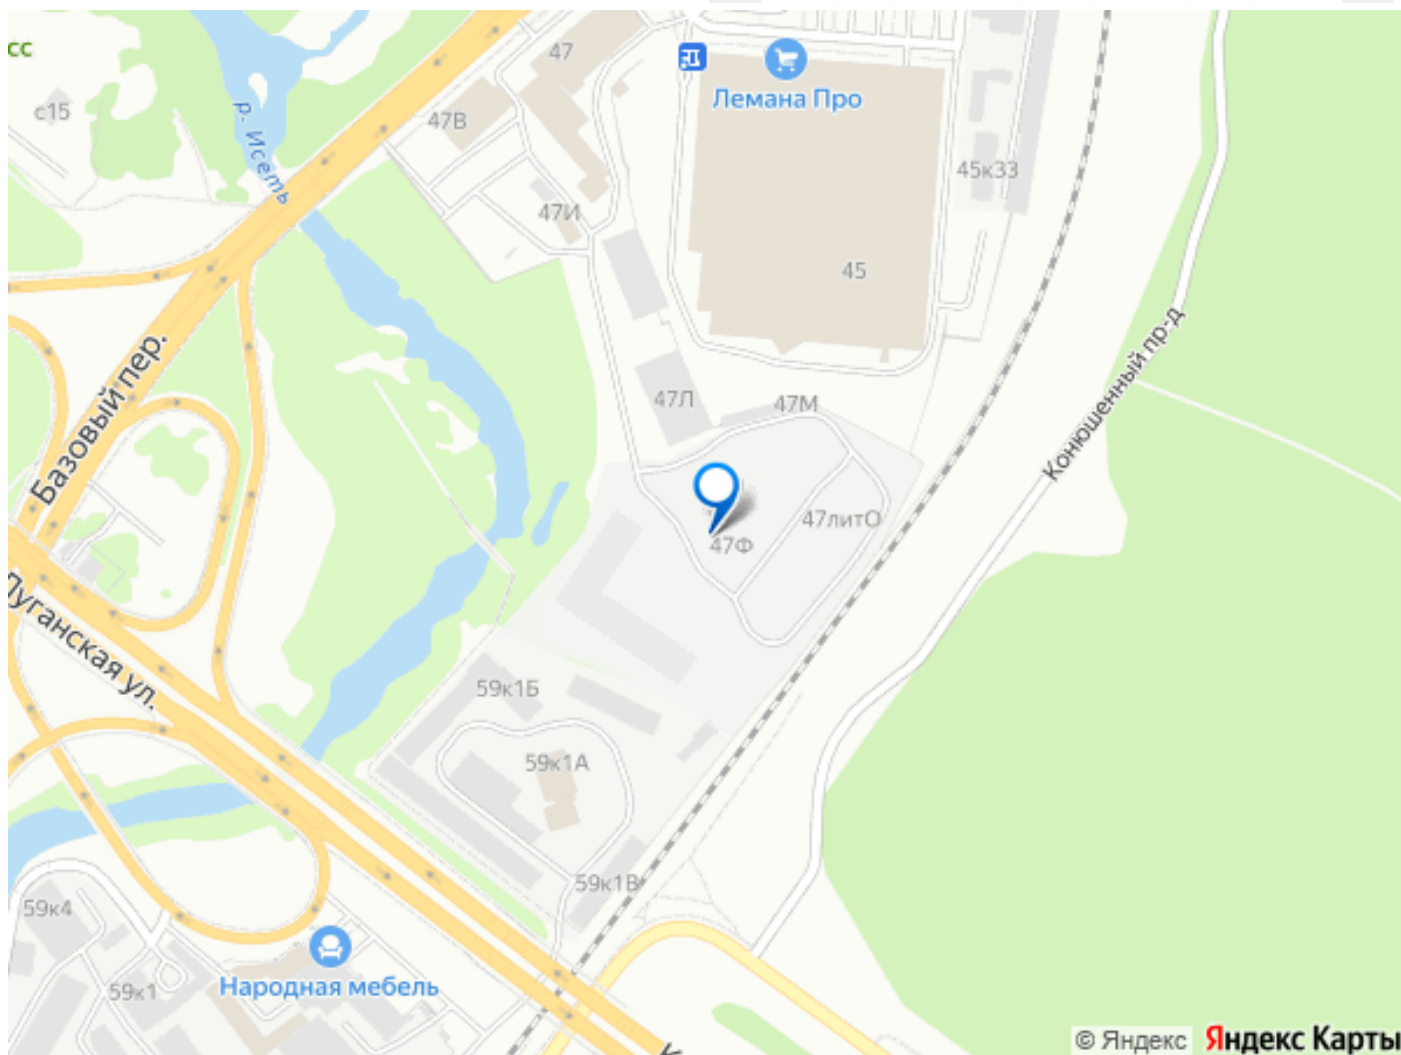 сс
с15
47
47В
р. Исеть
Лемана Про
45к33
47И
45
Базовый пер.
Конюшенный пр-д
47Л
47М
47литО
47Ф
Луганская ул.
59к1Б
59к1А
59к1В
59к4
59к1
Народная мебель
© Яндекс
Яндекс Карты